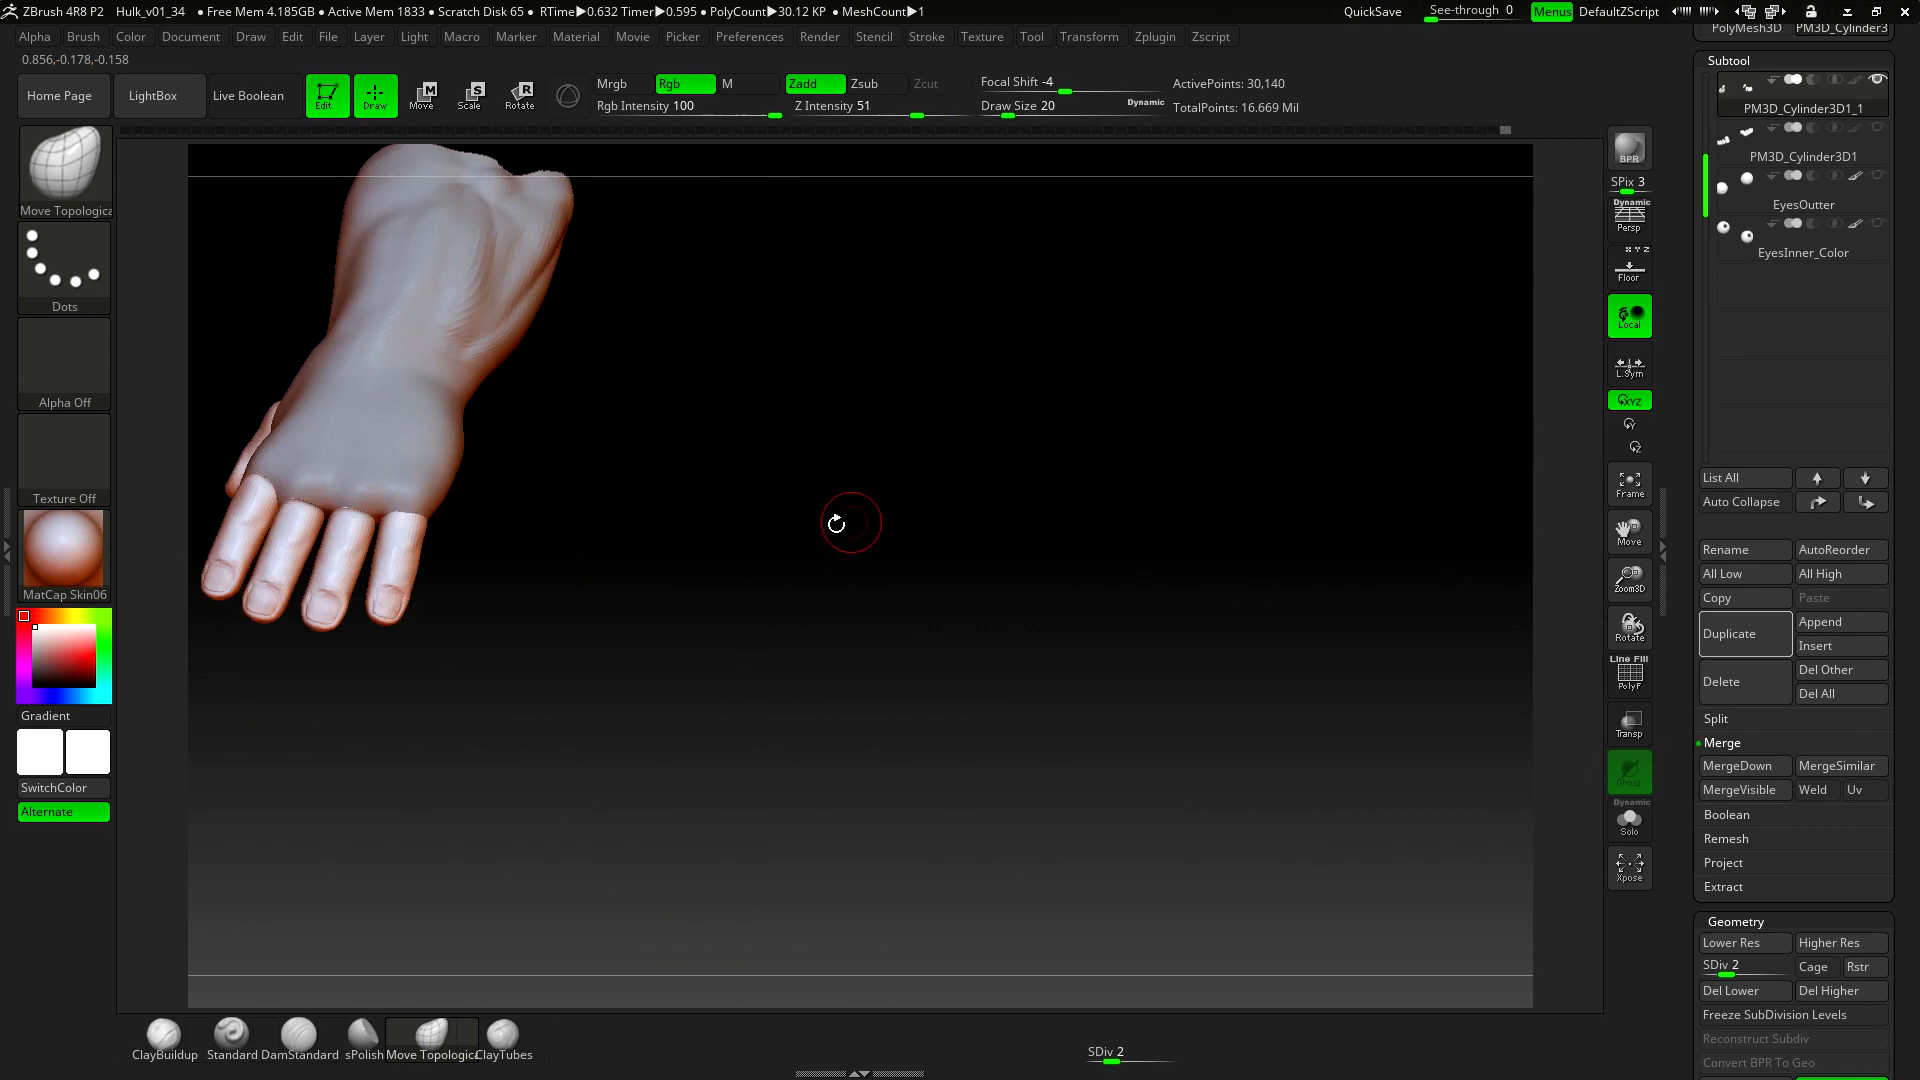 ZBrush 4R8 P2 Hulk_v01_34 ● Free Mem 4.185GB ● Active Mem 1833 ● Scratch Disk 65 ● RTime▶0.632 Timer▶0.595 ● PolyCount▶30.12 KP ● MeshCount▶1 QuickSave See-through 0 Menus DefaultZScript
Alpha Brush Color Document Draw Edit File Layer Light Macro Marker Material Movie Picker Preferences Render Stencil Stroke Texture Tool Transform Zplugin Zscript
0.856,-0.178,-0.158
Home Page LightBox Live Boolean Edit Draw Move Scale Rotate
Mrgb Rgb M Zadd Zsub Zcut Focal Shift -4 ActivePoints: 30,140
Rgb Intensity 100 Z Intensity 51 Draw Size 20 Dynamic TotalPoints: 16.669 Mil
Move Topologica
Dots
Alpha Off
Texture Off
MatCap Skin06
Gradient
SwitchColor
Alternate
BPR
SPix 3
Dynamic
Persp
X Y Z
Floor
Local
L.Sym
XYZ
Y
Z
Frame
Move
Zoom3D
Rotate
Line Fill
PolyF
Transp
Ghost
Dynamic
Solo
Xpose
PolyMesh3D PM3D_Cylinder3
Subtool
PM3D_Cylinder3D1_1
PM3D_Cylinder3D1
EyesOutter
EyesInner_Color
List All
Auto Collapse
Rename AutoReorder
All Low All High
Copy Paste
Duplicate Append
Insert
Delete Del Other
Del All
Split
Merge
MergeDown MergeSimilar
MergeVisible Weld Uv
Boolean
Remesh
Project
Extract
Geometry
Lower Res Higher Res
SDiv 2 Cage Rstr
Del Lower Del Higher
Freeze SubDivision Levels
Reconstruct Subdiv
Convert BPR To Geo
ClayBuildup Standard DamStandard sPolish Move Topologica ClayTubes
SDiv 2